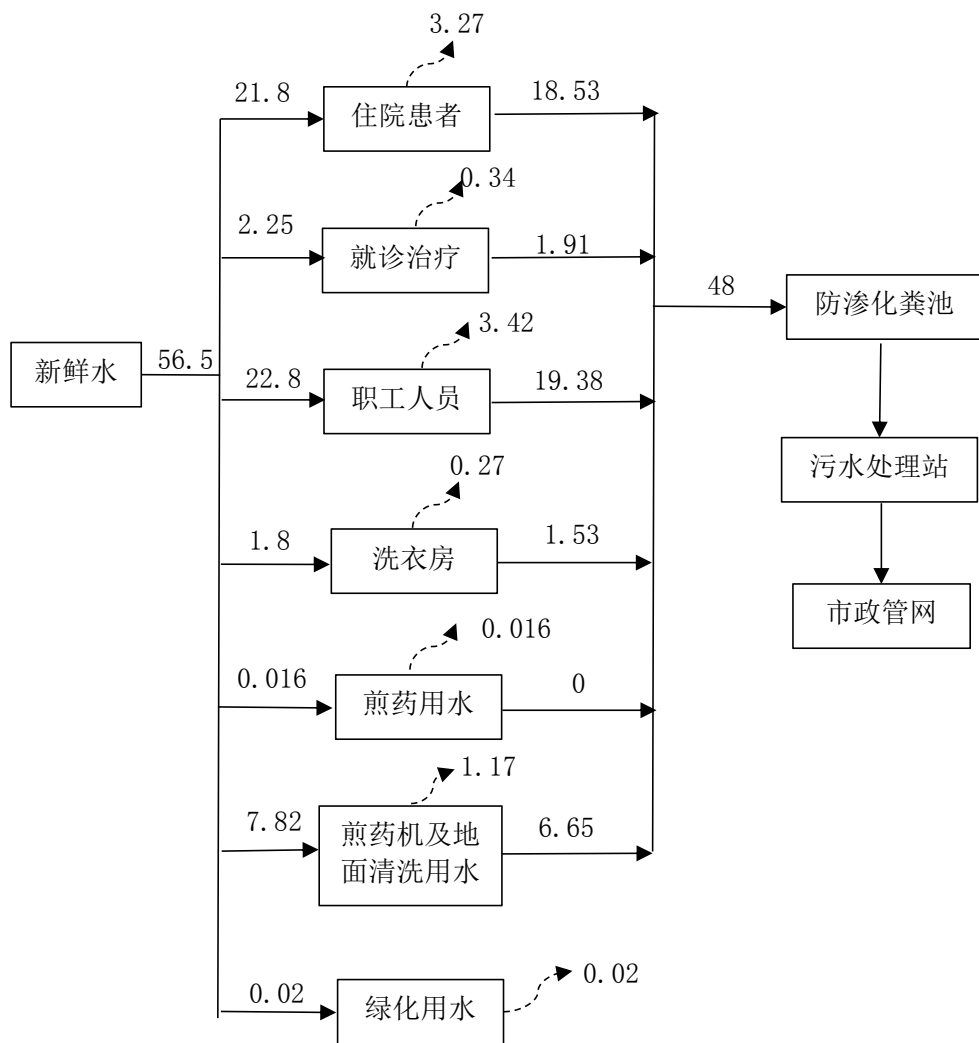 3.27
21.8
住院患者
18.53
0.34
2.25
就诊治疗
1.91
48
防渗化粪池
3.42
新鲜水
56.5
22.8
职工人员
19.38
污水处理站
0.27
1.8
洗衣房
1.53
市政管网
0.016
0.016
煎药用水
0
1.17
7.82
煎药机及地
面清洗用水
6.65
0.02
0.02
绿化用水